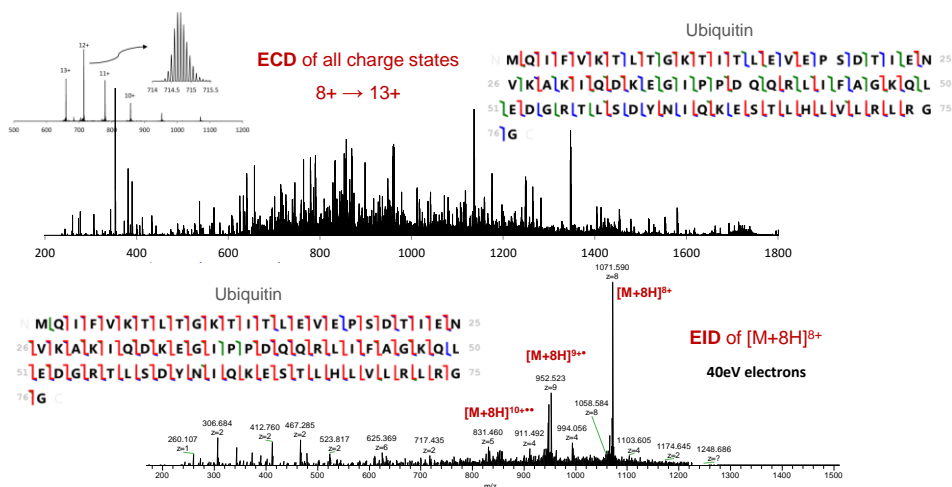 12+
13+
11+
10+
714 714.5 715 715.5
500 600 700 800 900 1000 1200
ECD of all charge states
8+ → 13+
Ubiquitin
N M Q I F V K T L T G K T I T L E V E P S D T I E N 25
26 V K A K I Q D K E G I P P D Q Q R L I F A G K Q L 50
51 E D G R T L L S D Y N I Q K E S T L H L V L R L R G 75
76 G C
200 400 600 800 1000 1200 1400 1600 1800
Ubiquitin
N M Q I F V K T L T G K T I T L E V E P S D T I E N 25
26 V K A K I Q D K E G I P P D Q Q R L I F A G K Q L 50
51 E D G R T L S D Y N I Q K E S T L H L V L R L R G 75
76 G C
1071.590
z=8
[M+8H]8+
EID of [M+8H]8+
40eV electrons
[M+8H]9+•
952.523
z=9
[M+8H]10+••
1058.584
z=8
260.107
z=1
306.684
z=2
412.760
z=2
467.285
z=2
523.817
z=2
625.369
z=6
717.435
z=2
831.460
z=5
911.492
z=4
994.056
z=4
1103.605
z=4
1174.645
z=2
1248.686
z=?
200 300 400 500 600 700 800 900 1000 1100 1200 1300 1400 1500
m/z